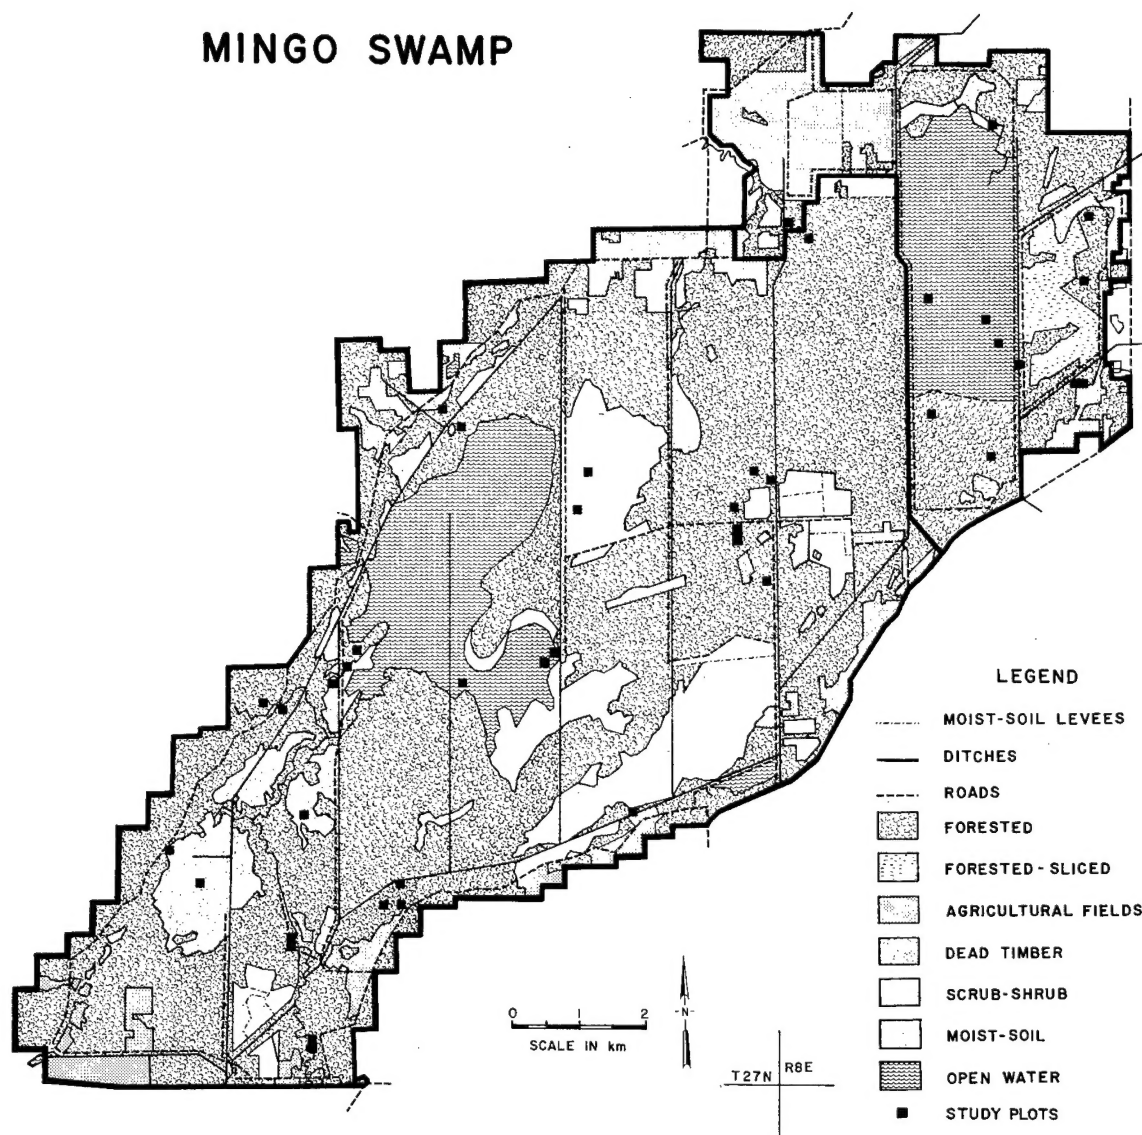 MINGO SWAMP
LEGEND
MOIST-SOIL LEVEES
DITCHES
ROADS
FORESTED
FORESTED-SLICED
AGRICULTURAL FIELDS
DEAD TIMBER
SCRUB-SHRUB
MOIST-SOIL
OPEN WATER
STUDY PLOTS
0 1 2
SCALE IN km
N
T27N R8E